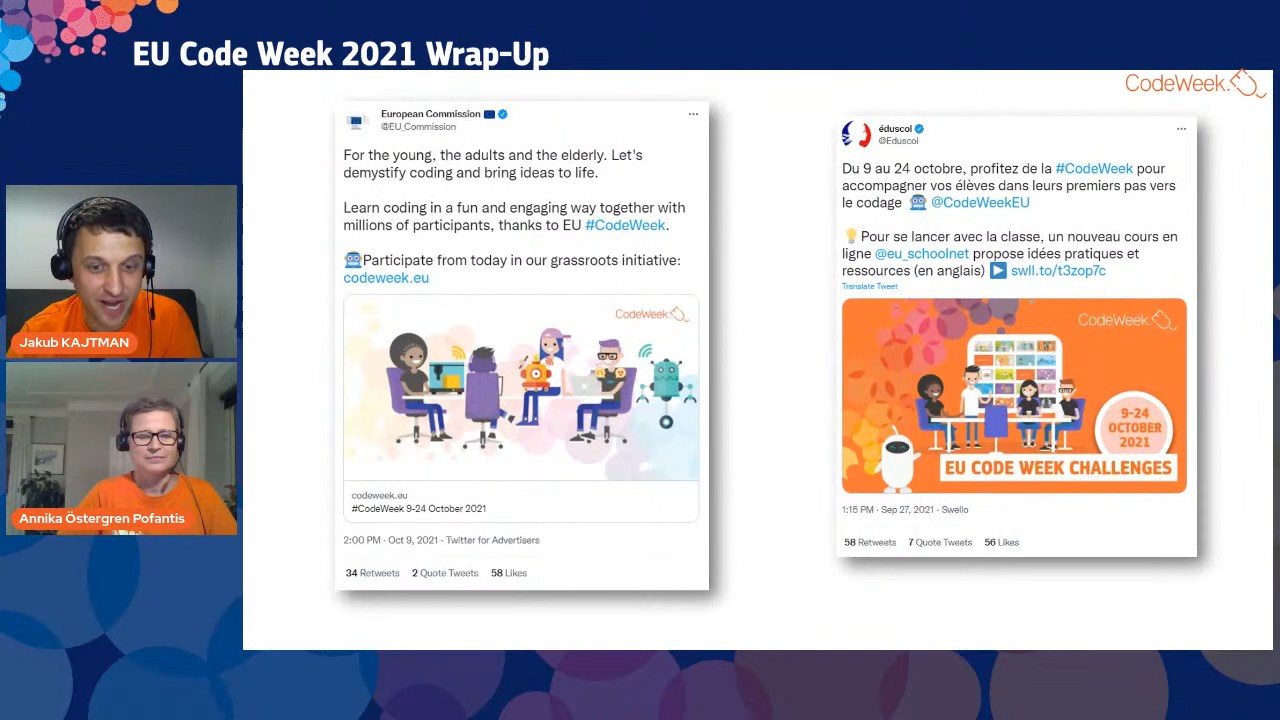 EU Code Week 2021 Wrap-Up
CodeWeek.
Jakub KAJTMAN
Annika Östergren Pofantis
European Commission
@EU_Commission
For the young, the adults and the elderly. Let's
demystify coding and bring ideas to life.
Learn coding in a fun and engaging way together with
millions of participants, thanks to EU #CodeWeek.
Participate from today in our grassroots initiative:
codeweek.eu
CodeWeek.
codeweek.eu
#CodeWeek 9-24 October 2021
2:00 PM · Oct 9, 2021 · Twitter for Advertisers
34 Retweets 2 Quote Tweets 58 Likes
éduscol
@Eduscol
Du 9 au 24 octobre, profitez de la #CodeWeek pour
accompagner vos élèves dans leurs premiers pas vers
le codage @CodeWeekEU
Pour se lancer avec la classe, un nouveau cours en
ligne @eu_schoolnet propose idées pratiques et
ressources (en anglais) swll.to/t3zop7c
Translate Tweet
CodeWeek.
9-24
OCTOBER
2021
EU CODE WEEK CHALLENGES
1:15 PM · Sep 27, 2021 · Swello
58 Retweets 7 Quote Tweets 56 Likes